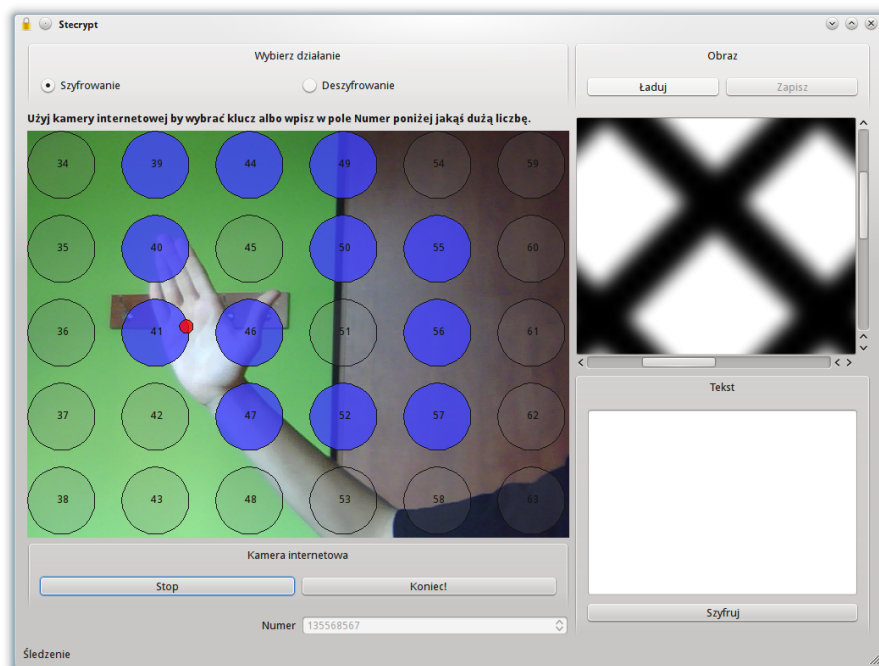 Stecrypt
Wybierz działanie
Szyfrowanie Deszyfrowanie
Obraz
Ładuj Zapisz
Użyj kamery internetowej by wybrać klucz albo wpisz w pole Numer poniżej jakąś dużą liczbę.
34 39 44 49 54 59
35 40 45 50 55 60
36 41 46 51 56 61
37 42 47 52 57 62
38 43 48 53 58 63
Kamera internetowa
Stop Koniec!
Numer 135568567
Tekst
Szyfruj
Śledzenie